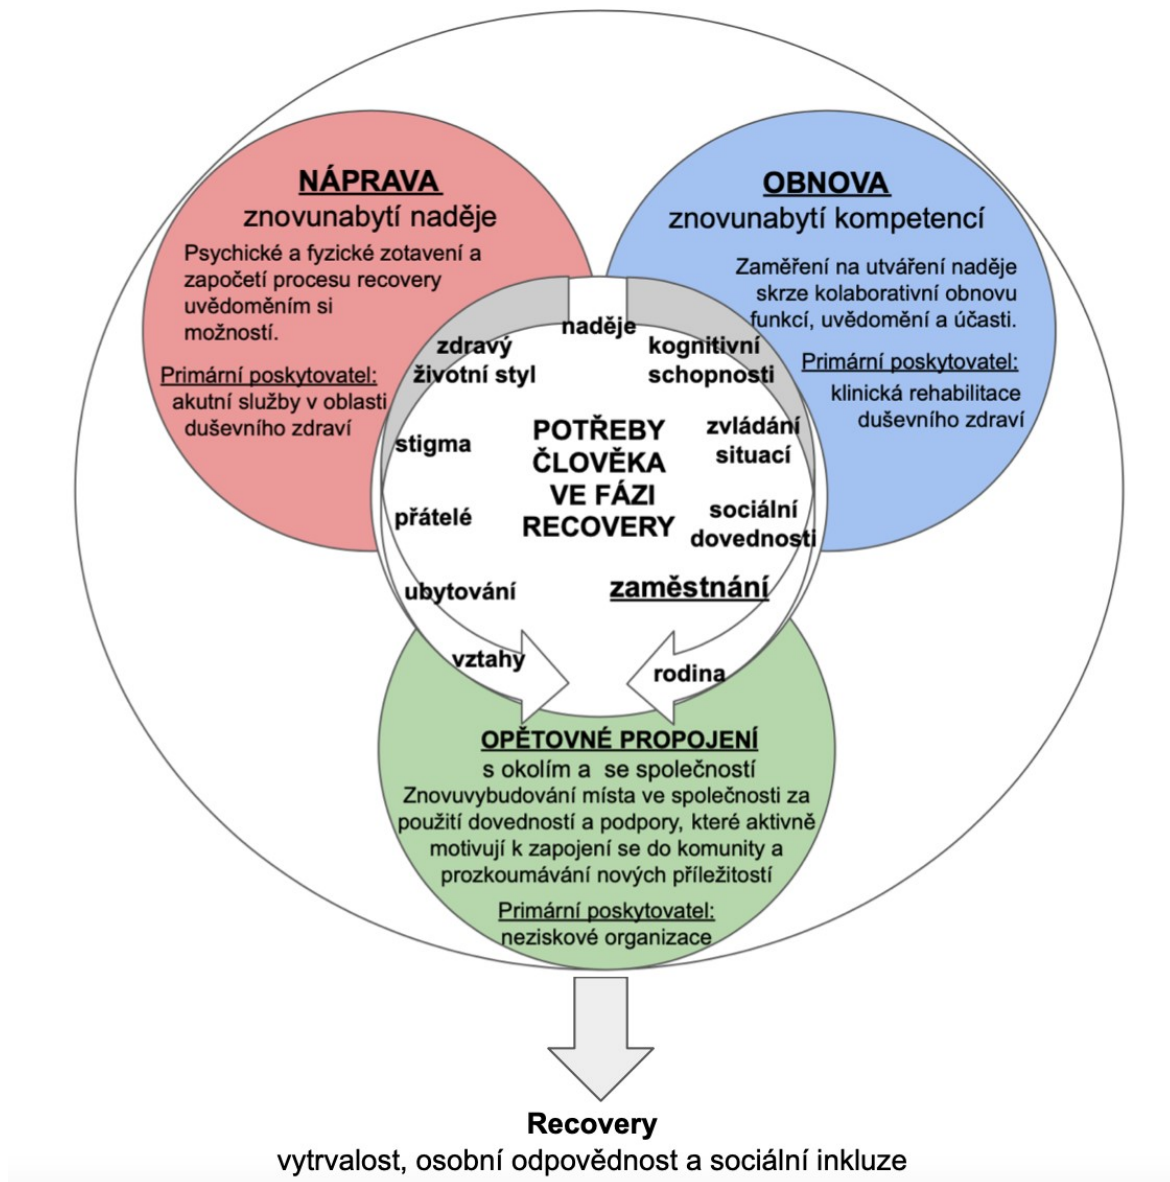 NÁPRAVA
znovunabytí naděje
Psychické a fyzické zotavení a
započetí procesu recovery
uvědoměním si
možností.
Primární poskytovatel:
akutní služby v oblasti
duševního zdraví
OBNOVA
znovunabytí kompetencí
Zaměření na utváření naděje
skrze kolaborativní obnovu
funkcí, uvědomění a účasti.
Primární poskytovatel:
klinická rehabilitace
duševního zdraví
naděje
zdravý
životní styl
stigma
přátelé
ubytování
vztahy
POTŘEBY
ČLOVĚKA
VE FÁZI
RECOVERY
kognitivní
schopnosti
zvládání
situací
sociální
dovednosti
zaměstnání
rodina
OPĚTOVNÉ PROPOJENÍ
s okolím a se společností
Znovuvybudování místa ve společnosti za
použití dovedností a podpory, které aktivně
motivují k zapojení se do komunity a
prozkoumávání nových příležitostí
Primární poskytovatel:
neziskové organizace
Recovery
vytrvalost, osobní odpovědnost a sociální inkluze